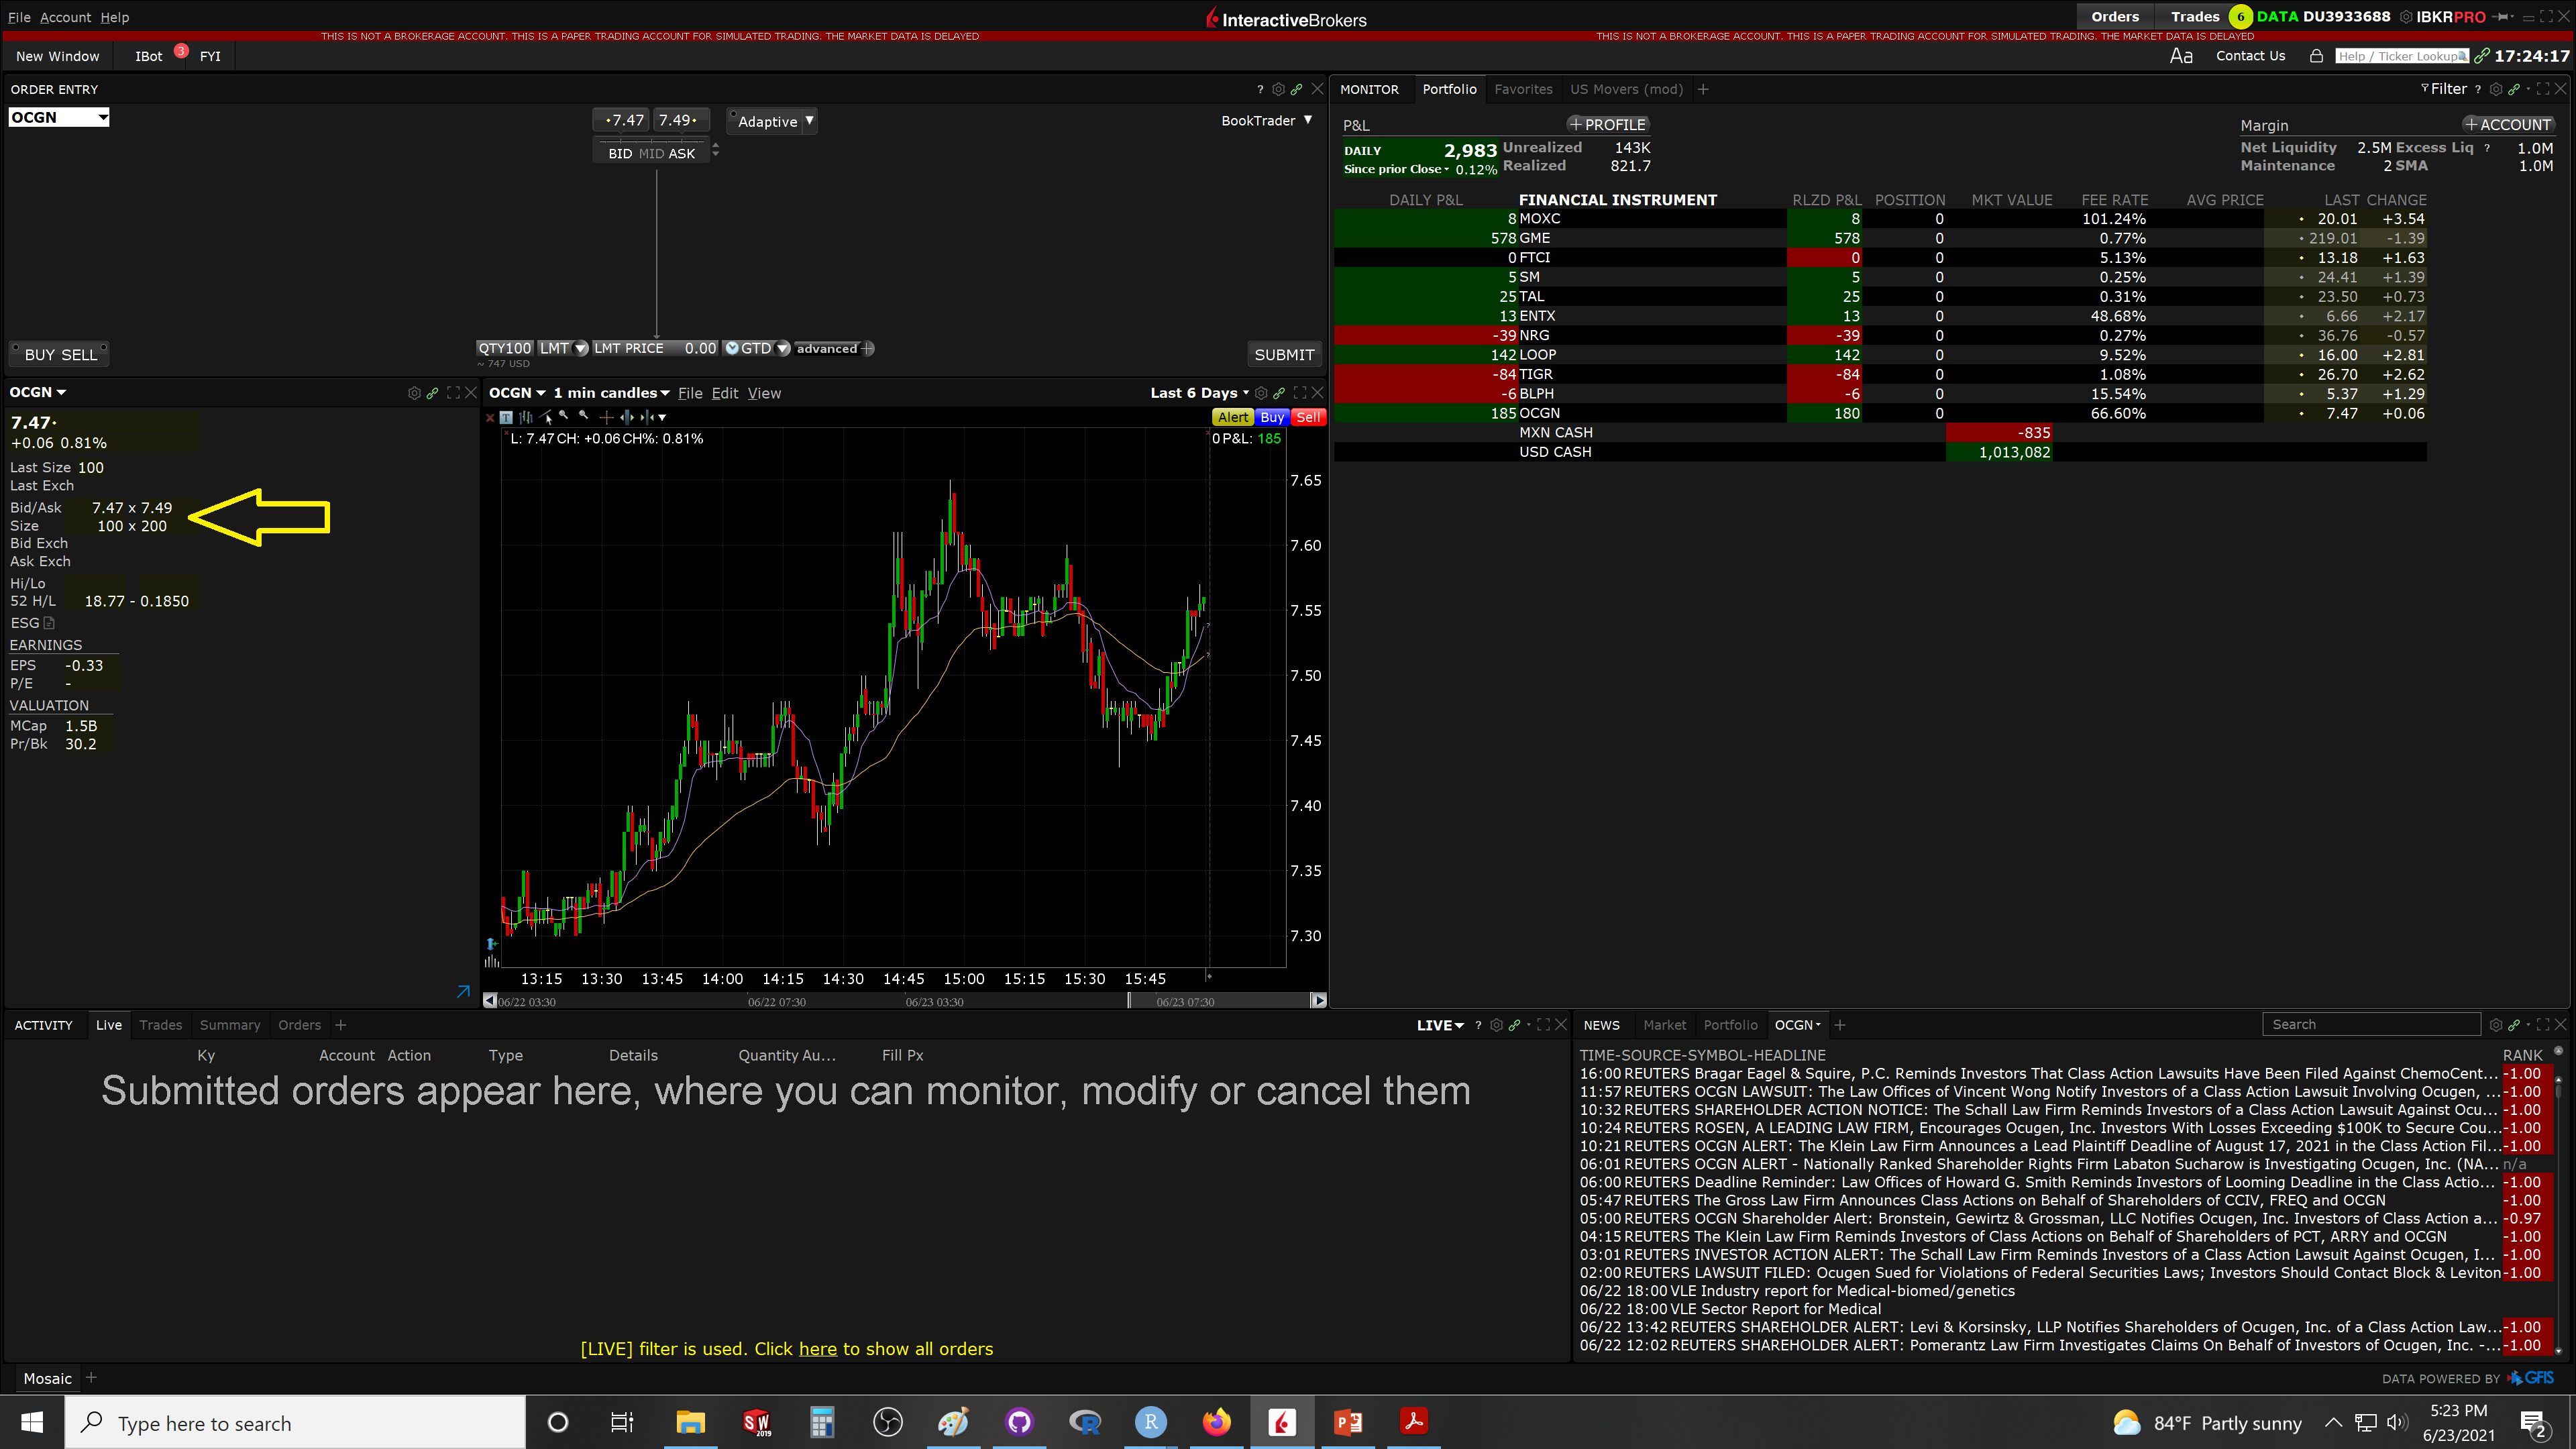 File Account Help
InteractiveBrokers
Orders Trades 6 DATA DU3933688 IBKRPRO
THIS IS NOT A BROKERAGE ACCOUNT. THIS IS A PAPER TRADING ACCOUNT FOR SIMULATED TRADING. THE MARKET DATA IS DELAYED
THIS IS NOT A BROKERAGE ACCOUNT. THIS IS A PAPER TRADING ACCOUNT FOR SIMULATED TRADING. THE MARKET DATA IS DELAYED
New Window IBot 3 FYI
Aa Contact Us Help / Ticker Lookup 17:24:17
ORDER ENTRY ?
OCGN
7.47 7.49 Adaptive
BookTrader
BID MID ASK
BUY SELL
QTY100 LMT LMT PRICE 0.00 GTD advanced +
~ 747 USD
SUBMIT
OCGN
7.47
+0.06 0.81%
Last Size 100
Last Exch
Bid/Ask 7.47 x 7.49
Size 100 x 200
Bid Exch
Ask Exch
Hi/Lo
52 H/L 18.77 - 0.1850
ESG
EARNINGS
EPS -0.33
P/E -
VALUATION
MCap 1.5B
Pr/Bk 30.2
OCGN 1 min candles File Edit View Last 6 Days
Alert Buy Sell
L: 7.47 CH: +0.06 CH%: 0.81%
0 P&L: 185
7.65
7.60
7.55
7.50
7.45
7.40
7.35
7.30
13:15 13:30 13:45 14:00 14:15 14:30 14:45 15:00 15:15 15:30 15:45
06/22 03:30 06/22 07:30 06/23 03:30 06/23 07:30
MONITOR Portfolio Favorites US Movers (mod) +
Filter ?
P&L + PROFILE
Margin + ACCOUNT
DAILY 2,983 Unrealized 143K
Since prior Close 0.12% Realized 821.7
Net Liquidity 2.5M Excess Liq ? 1.0M
Maintenance 2 SMA 1.0M
DAILY P&L FINANCIAL INSTRUMENT RLZD P&L POSITION MKT VALUE FEE RATE AVG PRICE LAST CHANGE
8 MOXC 8 0 101.24% 20.01 +3.54
578 GME 578 0 0.77% 219.01 -1.39
0 FTCI 0 0 5.13% 13.18 +1.63
5 SM 5 0 0.25% 24.41 +1.39
25 TAL 25 0 0.31% 23.50 +0.73
13 ENTX 13 0 48.68% 6.66 +2.17
-39 NRG -39 0 0.27% 36.76 -0.57
142 LOOP 142 0 9.52% 16.00 +2.81
-84 TIGR -84 0 1.08% 26.70 +2.62
-6 BLPH -6 0 15.54% 5.37 +1.29
185 OCGN 180 0 66.60% 7.47 +0.06
MXN CASH -835
USD CASH 1,013,082
ACTIVITY Live Trades Summary Orders +
LIVE ?
Ky Account Action Type Details Quantity Au... Fill Px
Submitted orders appear here, where you can monitor, modify or cancel them
[LIVE] filter is used. Click here to show all orders
NEWS Market Portfolio OCGN + Search
TIME-SOURCE-SYMBOL-HEADLINE RANK
16:00 REUTERS Bragar Eagel & Squire, P.C. Reminds Investors That Class Action Lawsuits Have Been Filed Against ChemoCent... -1.00
11:57 REUTERS OCGN LAWSUIT: The Law Offices of Vincent Wong Notify Investors of a Class Action Lawsuit Involving Ocugen, ... -1.00
10:32 REUTERS SHAREHOLDER ACTION NOTICE: The Schall Law Firm Reminds Investors of a Class Action Lawsuit Against Ocu... -1.00
10:24 REUTERS ROSEN, A LEADING LAW FIRM, Encourages Ocugen, Inc. Investors With Losses Exceeding $100K to Secure Cou... -1.00
10:21 REUTERS OCGN ALERT: The Klein Law Firm Announces a Lead Plaintiff Deadline of August 17, 2021 in the Class Action Fil... -1.00
06:01 REUTERS OCGN ALERT - Nationally Ranked Shareholder Rights Firm Labaton Sucharow is Investigating Ocugen, Inc. (NA... n/a
06:00 REUTERS Deadline Reminder: Law Offices of Howard G. Smith Reminds Investors of Looming Deadline in the Class Actio... -1.00
05:47 REUTERS The Gross Law Firm Announces Class Actions on Behalf of Shareholders of CCIV, FREQ and OCGN -1.00
05:00 REUTERS OCGN Shareholder Alert: Bronstein, Gewirtz & Grossman, LLC Notifies Ocugen, Inc. Investors of Class Action a... -0.97
04:15 REUTERS The Klein Law Firm Reminds Investors of Class Actions on Behalf of Shareholders of PCT, ARRY and OCGN -1.00
03:01 REUTERS INVESTOR ACTION ALERT: The Schall Law Firm Reminds Investors of a Class Action Lawsuit Against Ocugen, I... -1.00
02:00 REUTERS LAWSUIT FILED: Ocugen Sued for Violations of Federal Securities Laws; Investors Should Contact Block & Leviton -1.00
06/22 18:00 VLE Industry report for Medical-biomed/genetics
06/22 18:00 VLE Sector Report for Medical
06/22 13:42 REUTERS SHAREHOLDER ALERT: Levi & Korsinsky, LLP Notifies Shareholders of Ocugen, Inc. of a Class Action Law... -1.00
06/22 12:02 REUTERS SHAREHOLDER ALERT: Pomerantz Law Firm Investigates Claims On Behalf of Investors of Ocugen, Inc. -... -1.00
Mosaic +
DATA POWERED BY GFIS
Type here to search
SW 2019
84°F Partly sunny
5:23 PM
6/23/2021
2